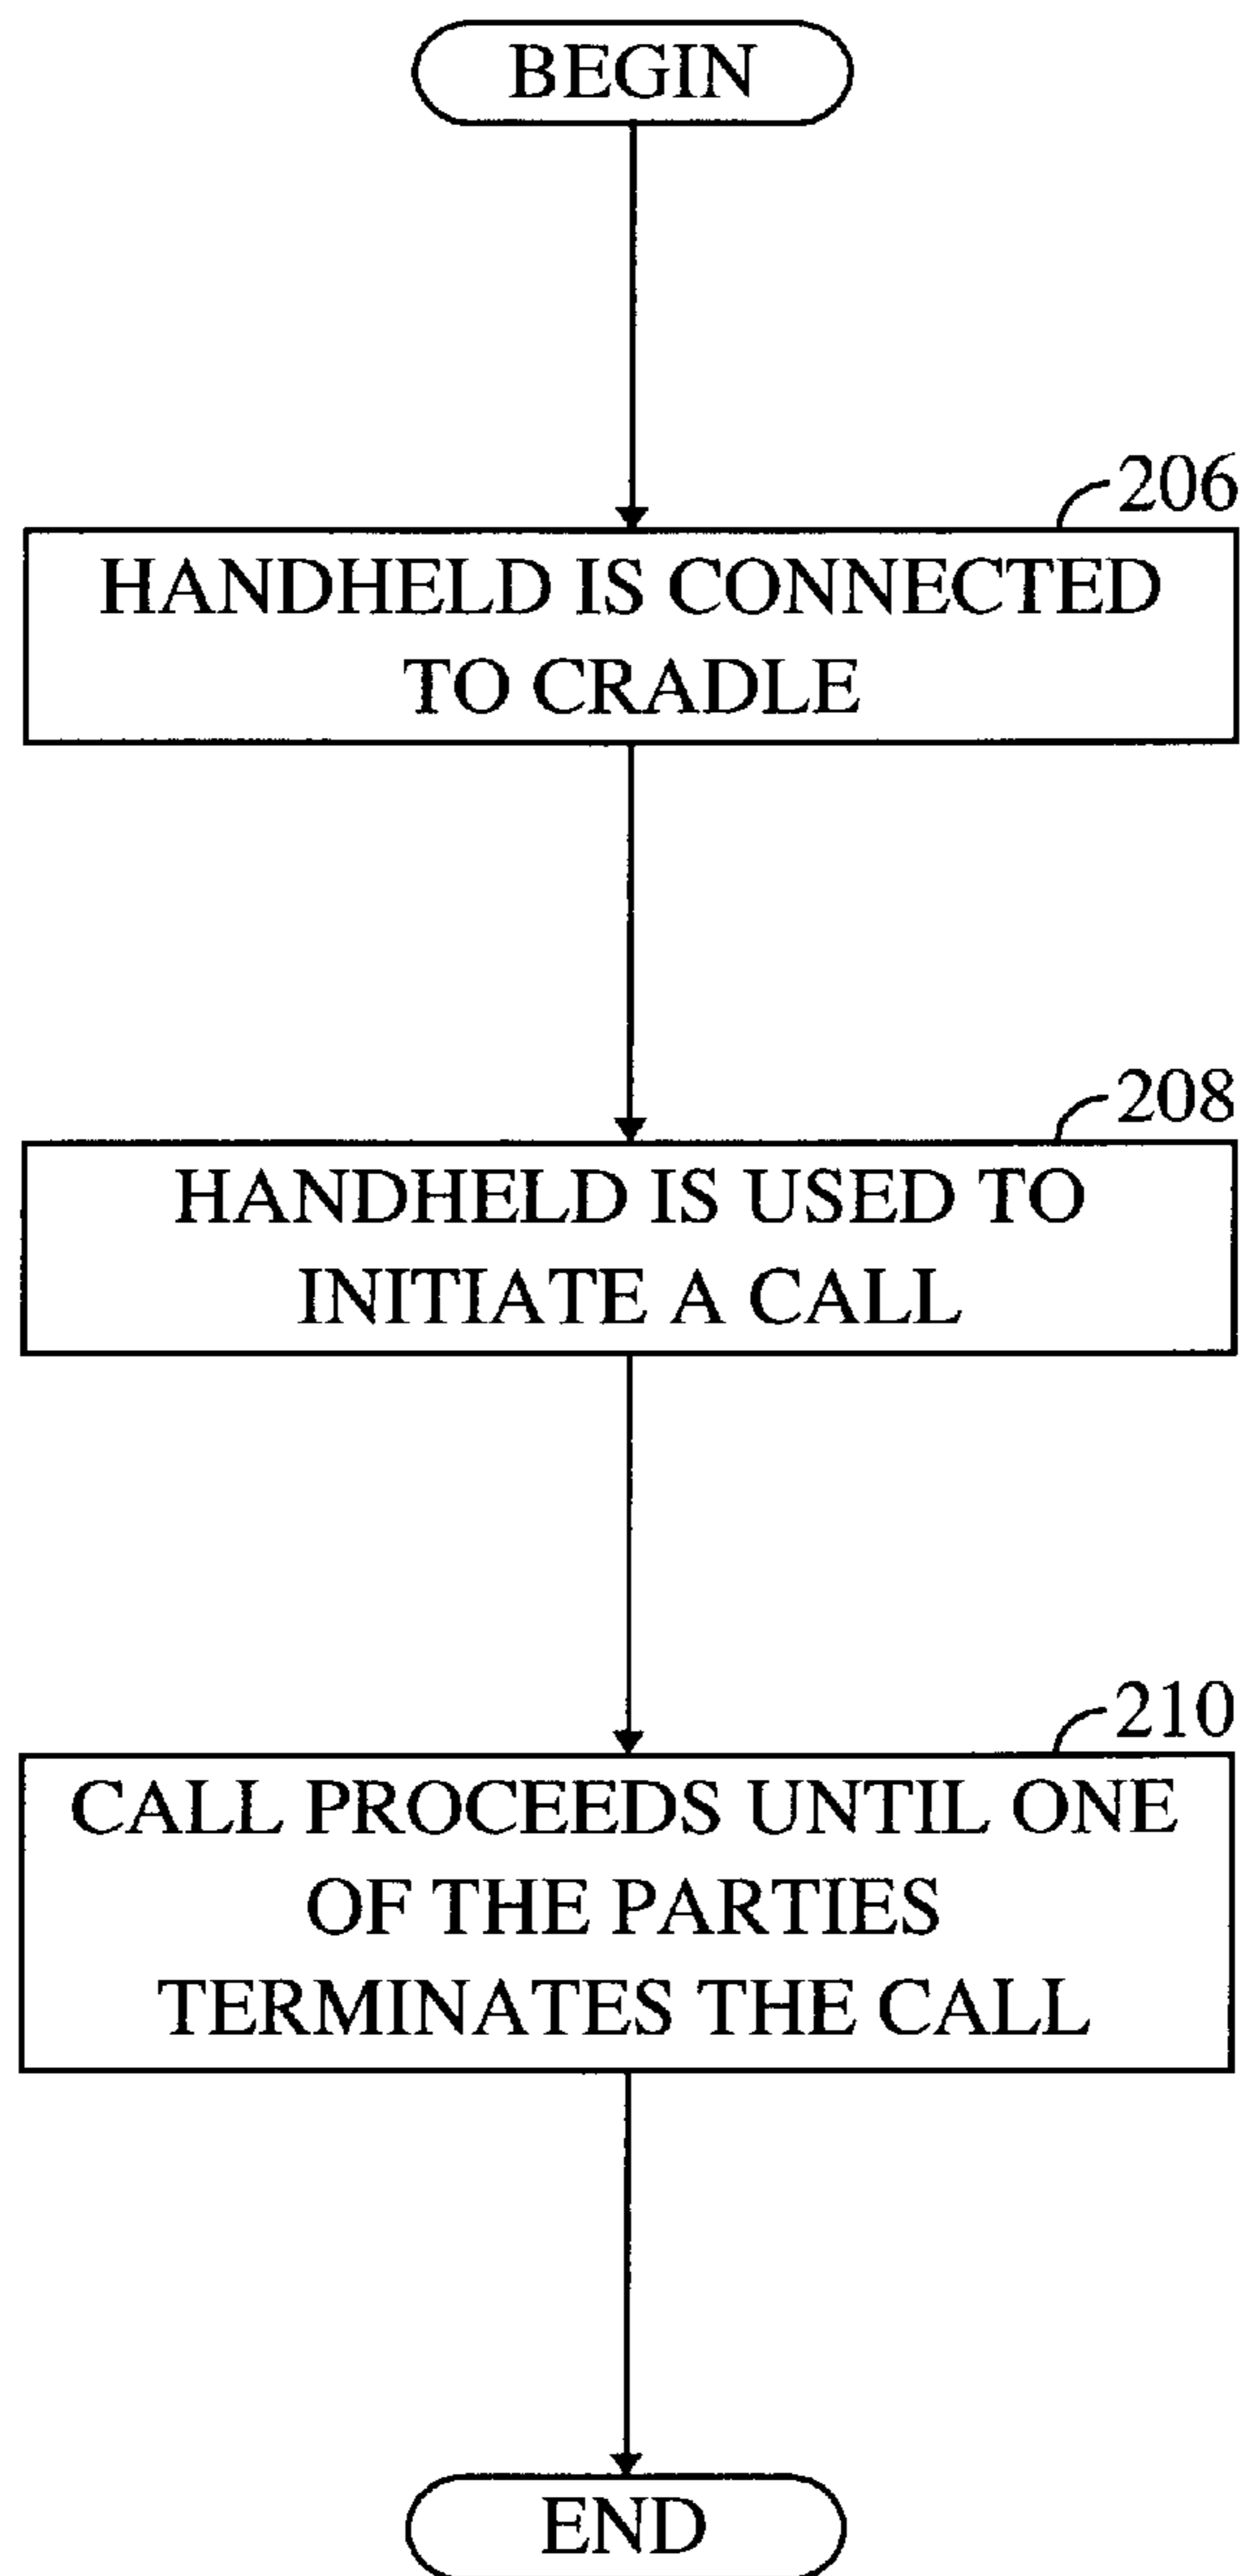 BEGIN
206
HANDHELD IS CONNECTED
TO CRADLE
208
HANDHELD IS USED TO
INITIATE A CALL
210
CALL PROCEEDS UNTIL ONE
OF THE PARTIES
TERMINATES THE CALL
END